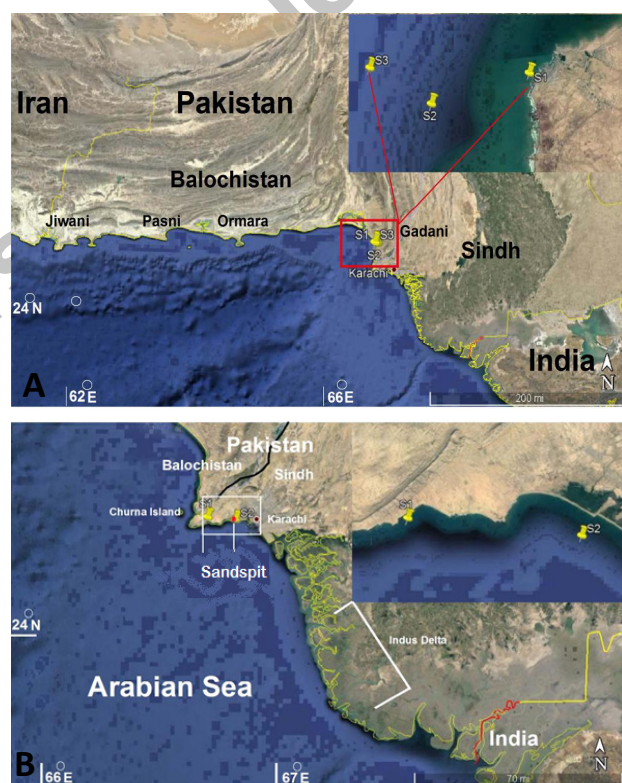 S3
S1
S2
Iran
Pakistan
Balochistan
Jiwani
Pasni
Ormara
Gadani
S1
S3
S2
Karachi
Sindh
24 N
India
N
A
62 E
66 E
200 mi
Pakistan
Balochistan
Sindh
Churna Island
S1
S2
Karachi
Sandspit
S1
S2
24 N
Indus Delta
Arabian Sea
India
N
B
66 E
67 E
70 mi